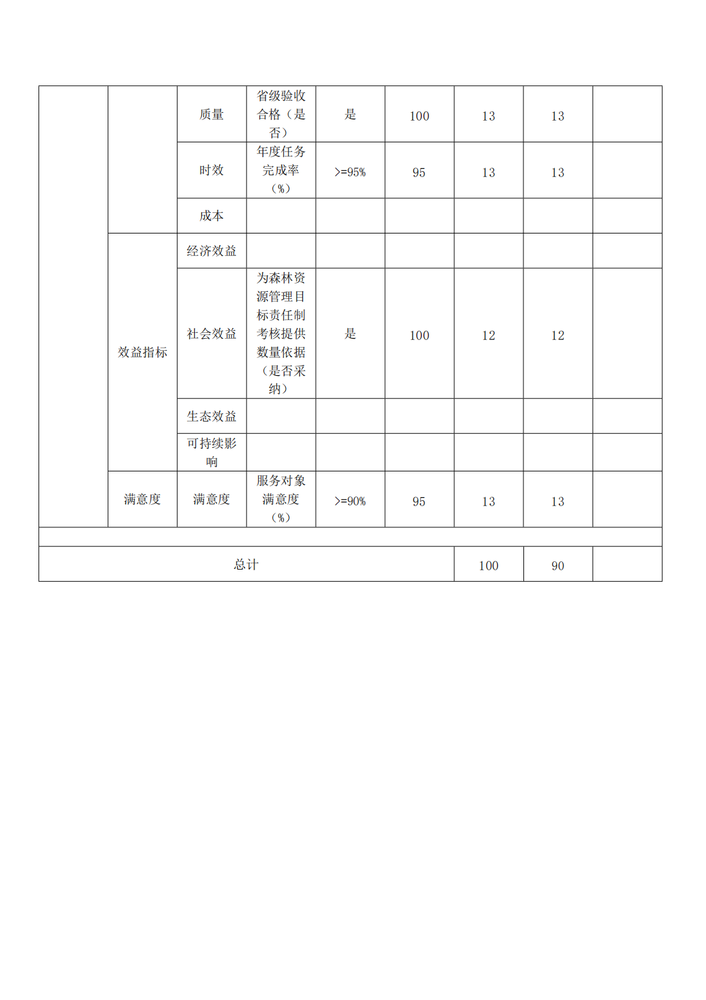 质量
省级验收
合格（是
否）
是
100
13
13
时效
年度任务
完成率
（%）
>=95%
95
13
13
成本
效益指标
经济效益
社会效益
为森林资
源管理目
标责任制
考核提供
数量依据
（是否采
纳）
是
100
12
12
生态效益
可持续影
响
满意度
满意度
服务对象
满意度
（%）
>=90%
95
13
13
总计
100
90